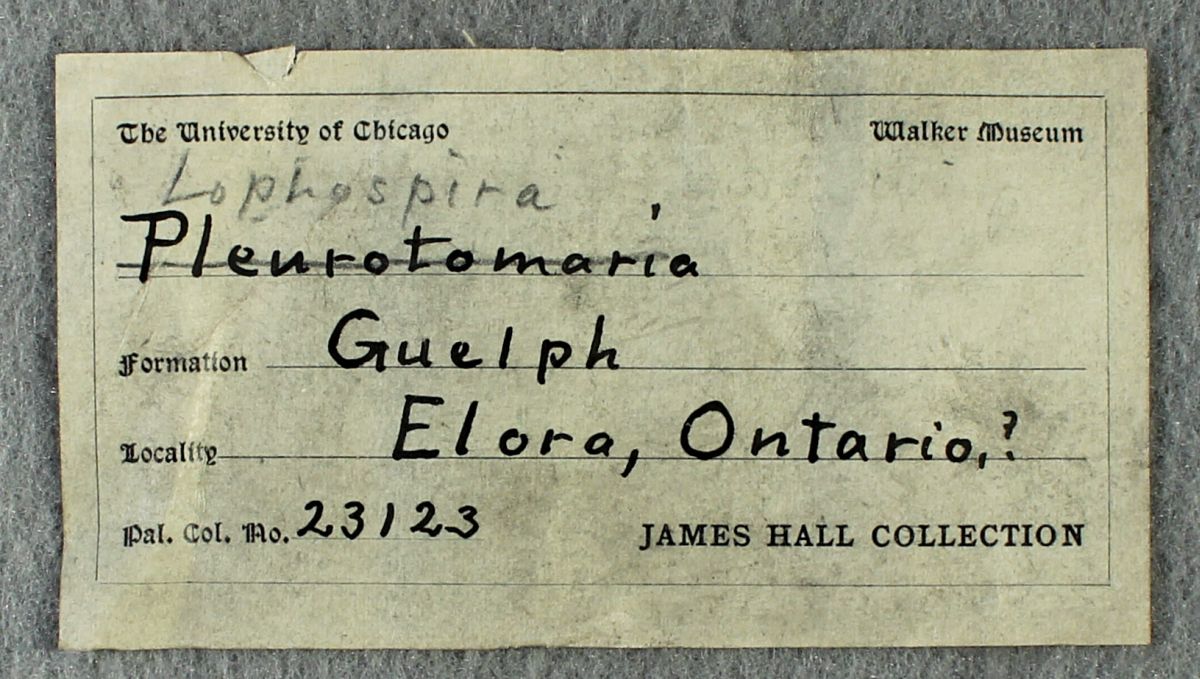 The University of Chicago Walker Museum
Lophospira
Pleurotomaria
Formation Guelph
Locality Elora, Ontario,?
Pal. Col. No. 23123 JAMES HALL COLLECTION